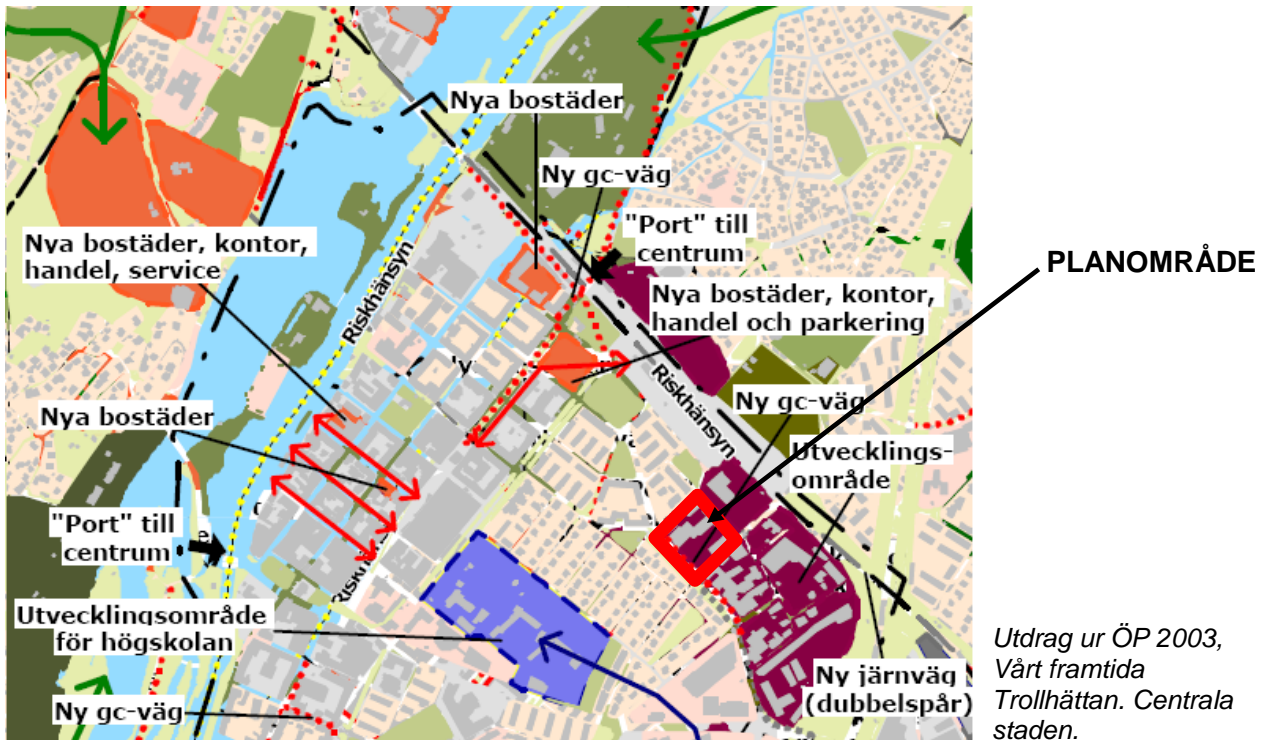 Nya bostäder
Ny gc-väg
"Port" till
centrum
Nya bostäder, kontor,
handel, service
Riskhänsyn
PLANOMRÅDE
Nya bostäder, kontor,
handel och parkering
Riskhänsyn
Ny gc-väg
Nya bostäder
Utvecklings-
område
"Port" till
centrum
Utvecklingsområde
för högskolan
Ny järnväg
(dubbelspår)
Ny gc-väg
Utdrag ur ÖP 2003,
Vårt framtida
Trollhättan. Centrala
staden.